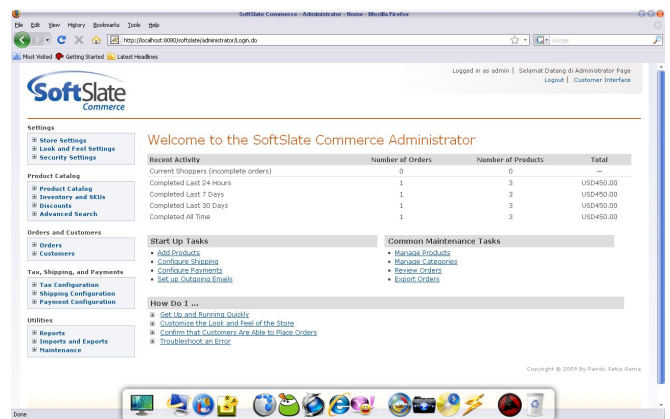 SoftSlate Commerce - Administrator - Home - Mozilla Firefox
File Edit View History Bookmarks Tools Help
http://localhost:8080/softslate/administrator/Login.do
Google
Most Visited Getting Started Latest Headlines
Logged in as admin | Selamat Datang di Administrator Page
Logout | Customer Interface
SoftSlate
Commerce
Settings
Store Settings
Look and Feel Settings
Security Settings
Product Catalog
Product Catalog
Inventory and SKUs
Discounts
Advanced Search
Orders and Customers
Orders
Customers
Tax, Shipping, and Payments
Tax Configuration
Shipping Configuration
Payment Configuration
Utilities
Reports
Imports and Exports
Maintenance
Welcome to the SoftSlate Commerce Administrator
Recent Activity Number of Orders Number of Products Total
Current Shoppers (incomplete orders) 0 0 --
Completed Last 24 Hours 1 3 USD450.00
Completed Last 7 Days 1 3 USD450.00
Completed Last 30 Days 1 3 USD450.00
Completed All Time 1 3 USD450.00
Start Up Tasks
Add Products
Configure Shipping
Configure Payments
Set up Outgoing Emails
Common Maintenance Tasks
Manage Products
Manage Categories
Review Orders
Export Orders
How Do I ...
Get Up and Running Quickly
Customize the Look and Feel of the Store
Confirm that Customers Are Able to Place Orders
Troubleshoot an Error
Copyright © 2009 By Pandu Setia Gama
Done